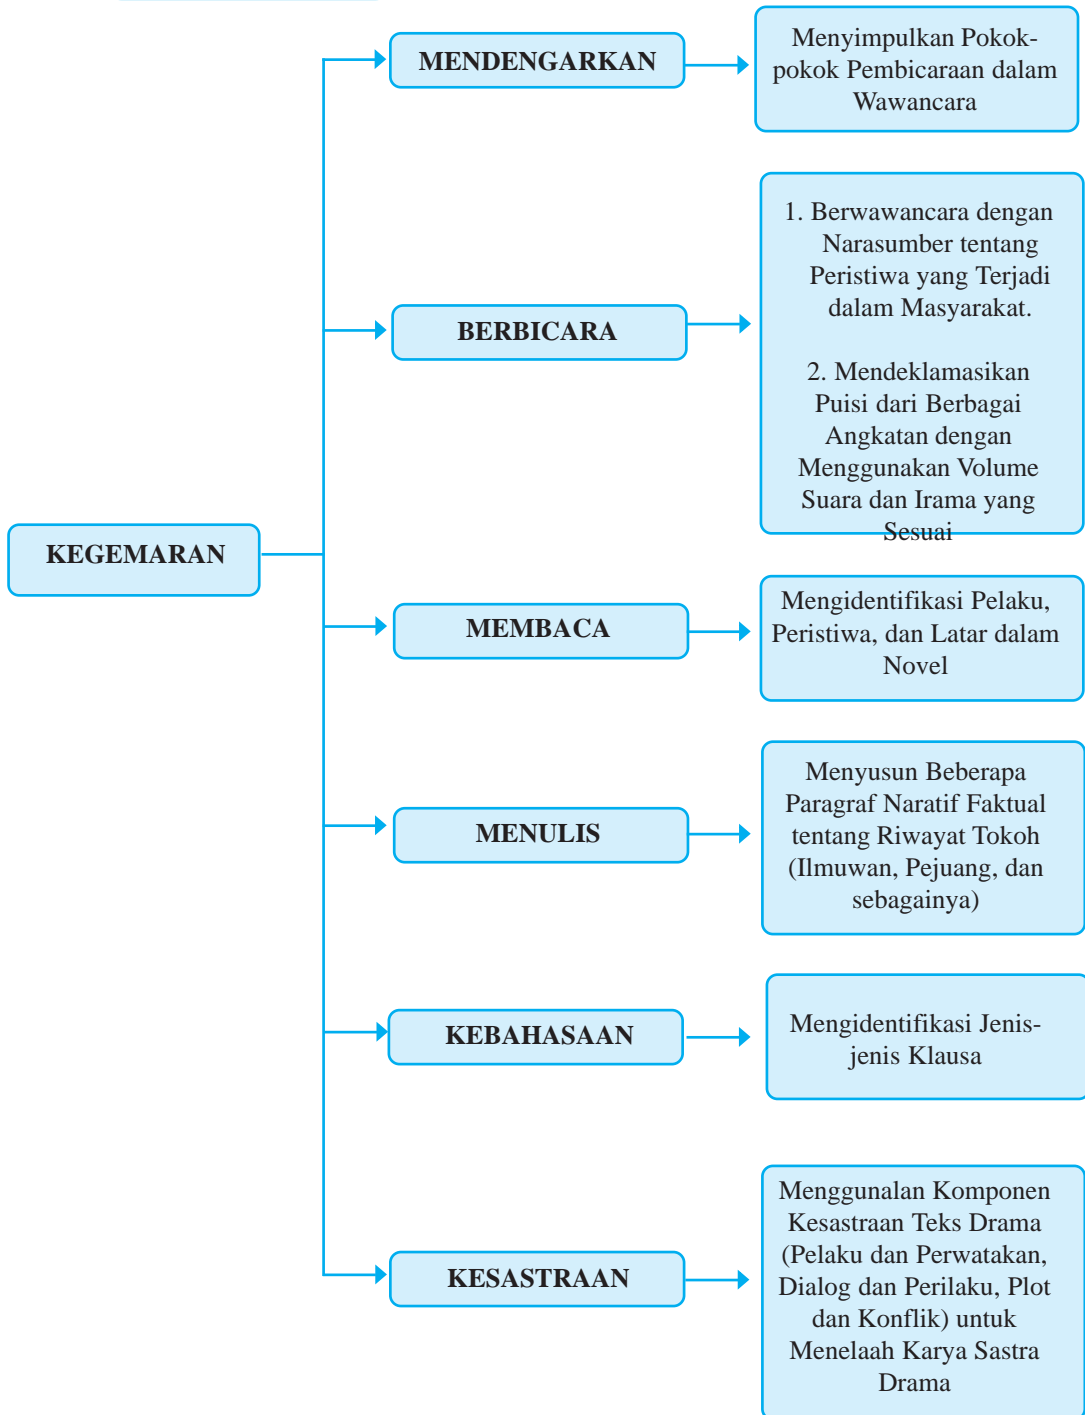 MENDENGARKAN
Menyimpulkan Pokok-
pokok Pembicaraan dalam
Wawancara
BERBICARA
1. Berwawancara dengan
Narasumber tentang
Peristiwa yang Terjadi
dalam Masyarakat.
2. Mendeklamasikan
Puisi dari Berbagai
Angkatan dengan
Menggunakan Volume
Suara dan Irama yang
Sesuai
KEGEMARAN
MEMBACA
Mengidentifikasi Pelaku,
Peristiwa, dan Latar dalam
Novel
MENULIS
Menyusun Beberapa
Paragraf Naratif Faktual
tentang Riwayat Tokoh
(Ilmuwan, Pejuang, dan
sebagainya)
KEBAHASAAN
Mengidentifikasi Jenis-
jenis Klausa
KESASTRAAN
Menggunalan Komponen
Kesastraan Teks Drama
(Pelaku dan Perwatakan,
Dialog dan Perilaku, Plot
dan Konflik) untuk
Menelaah Karya Sastra
Drama